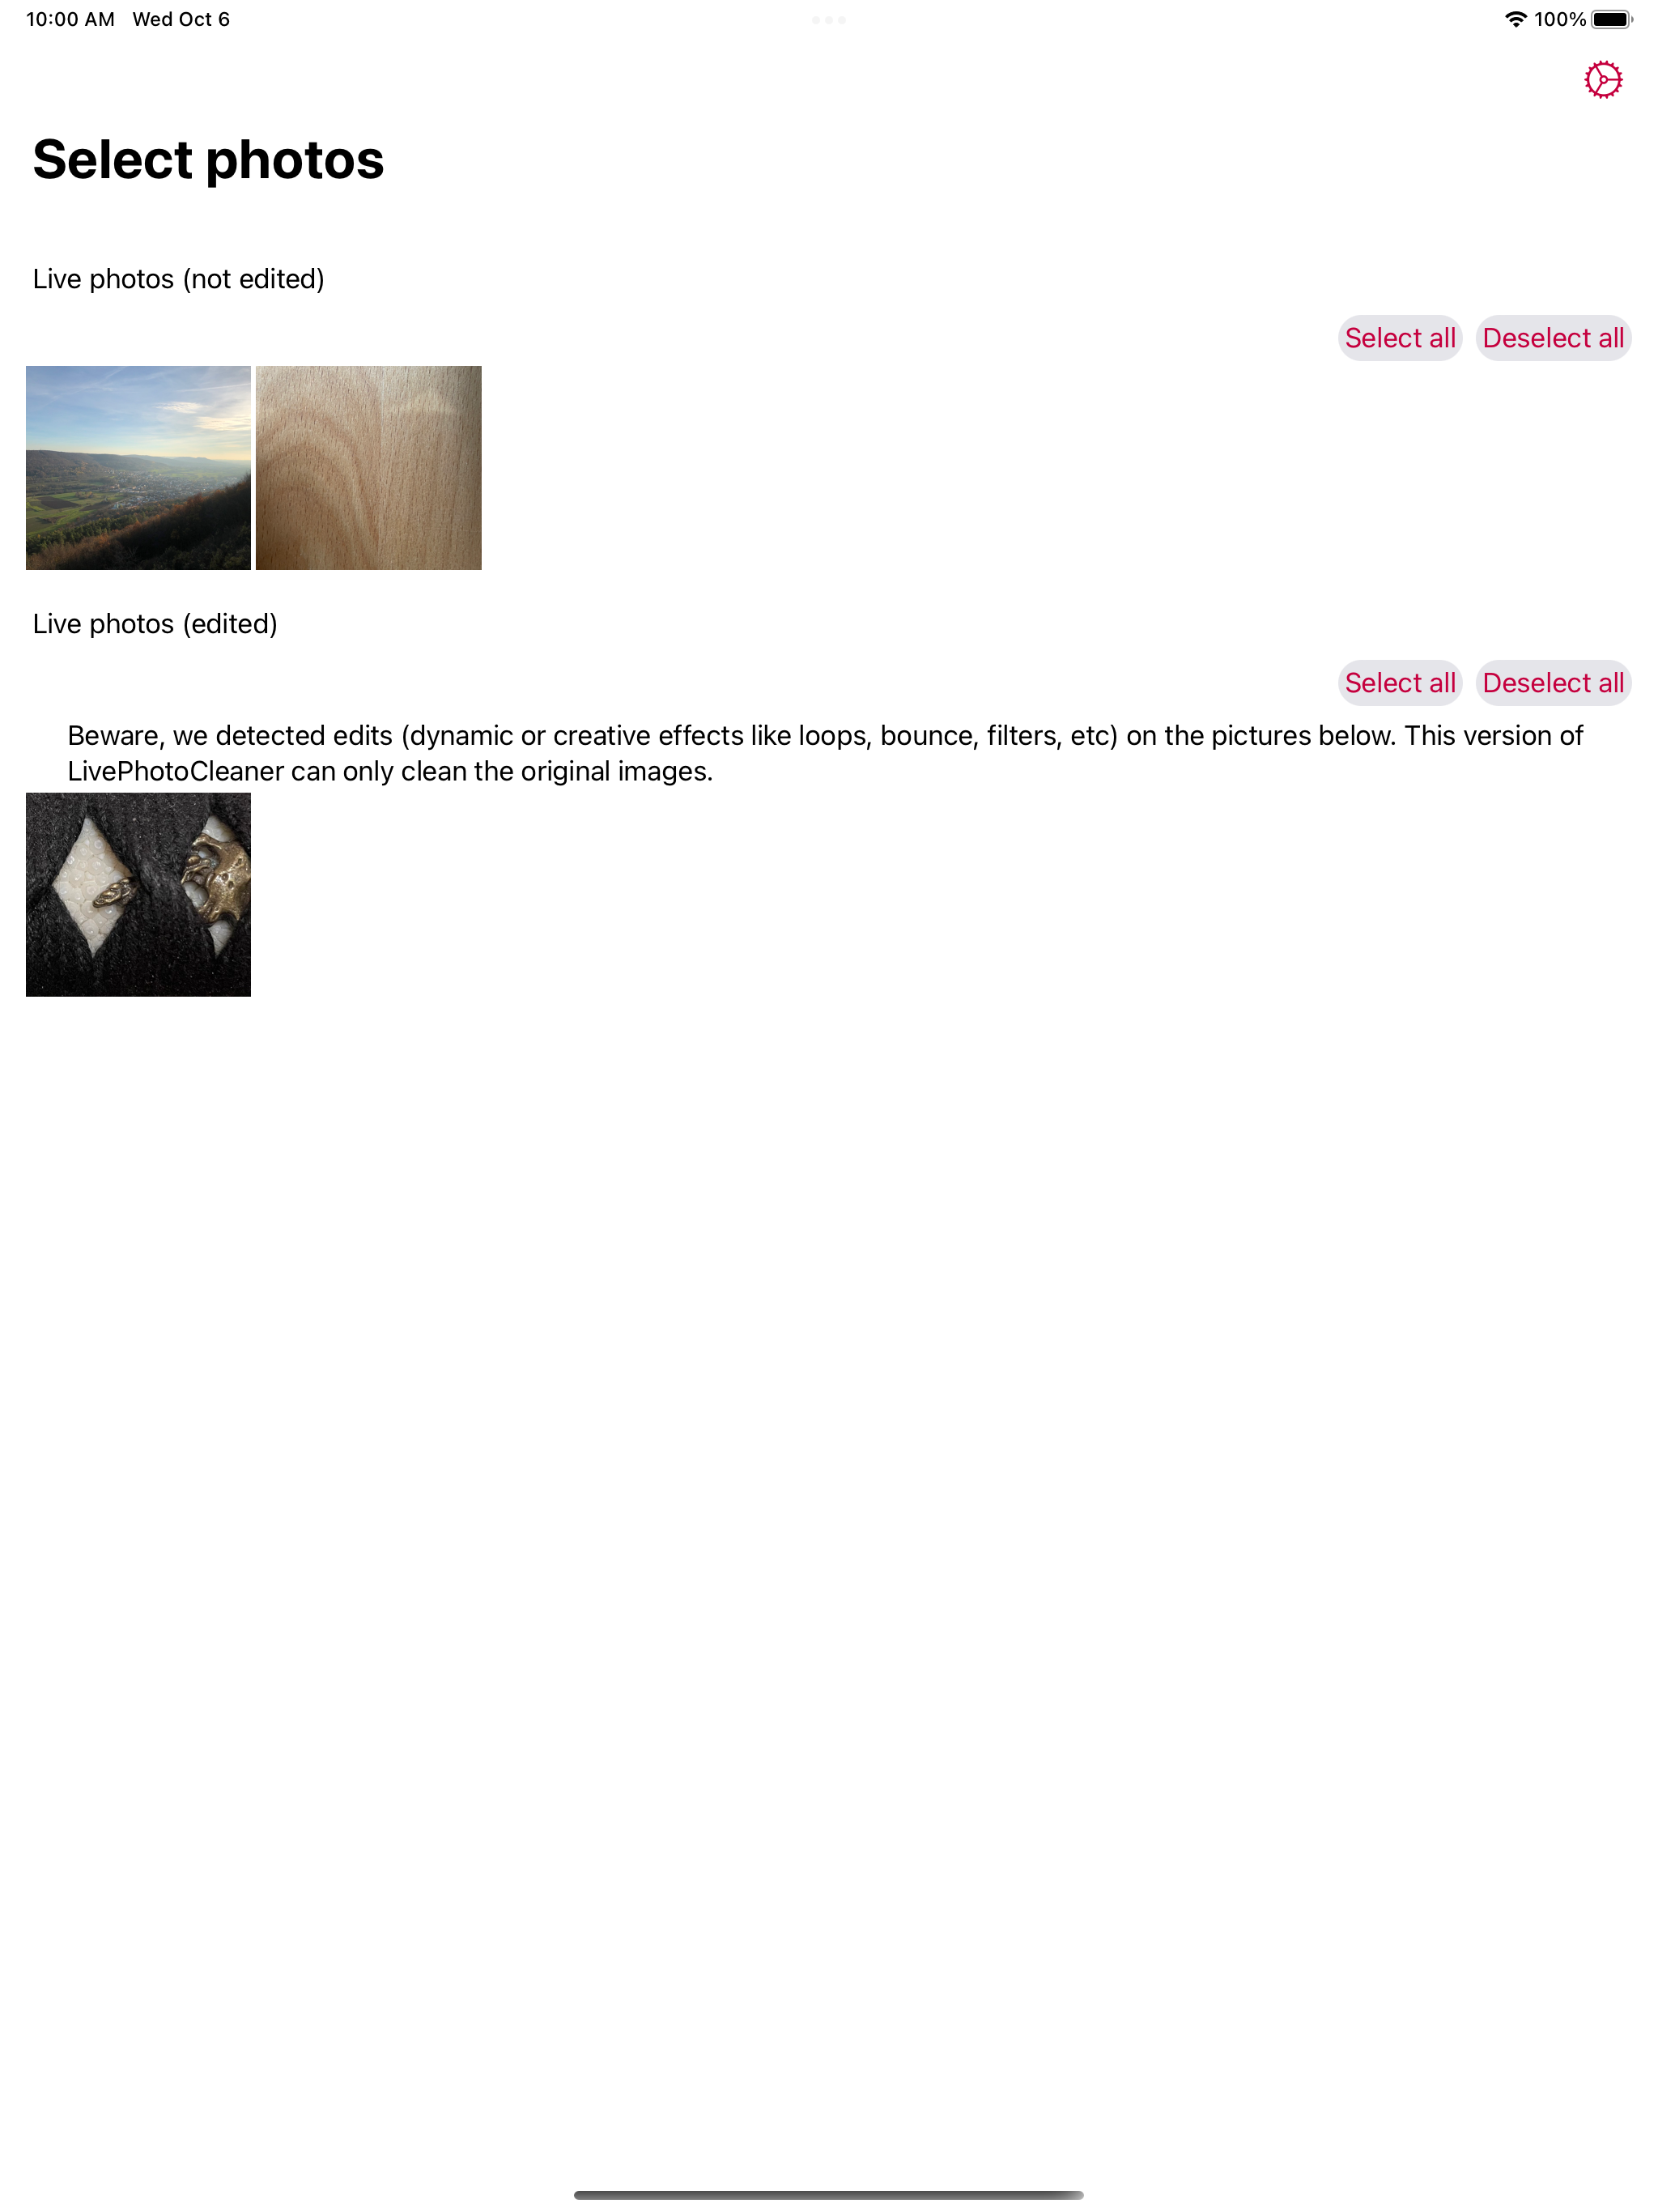 10:00 AM Wed Oct 6
100%
Select photos
Live photos (not edited)
Select all
Deselect all
Live photos (edited)
Select all
Deselect all
Beware, we detected edits (dynamic or creative effects like loops, bounce, filters, etc) on the pictures below. This version of
LivePhotoCleaner can only clean the original images.